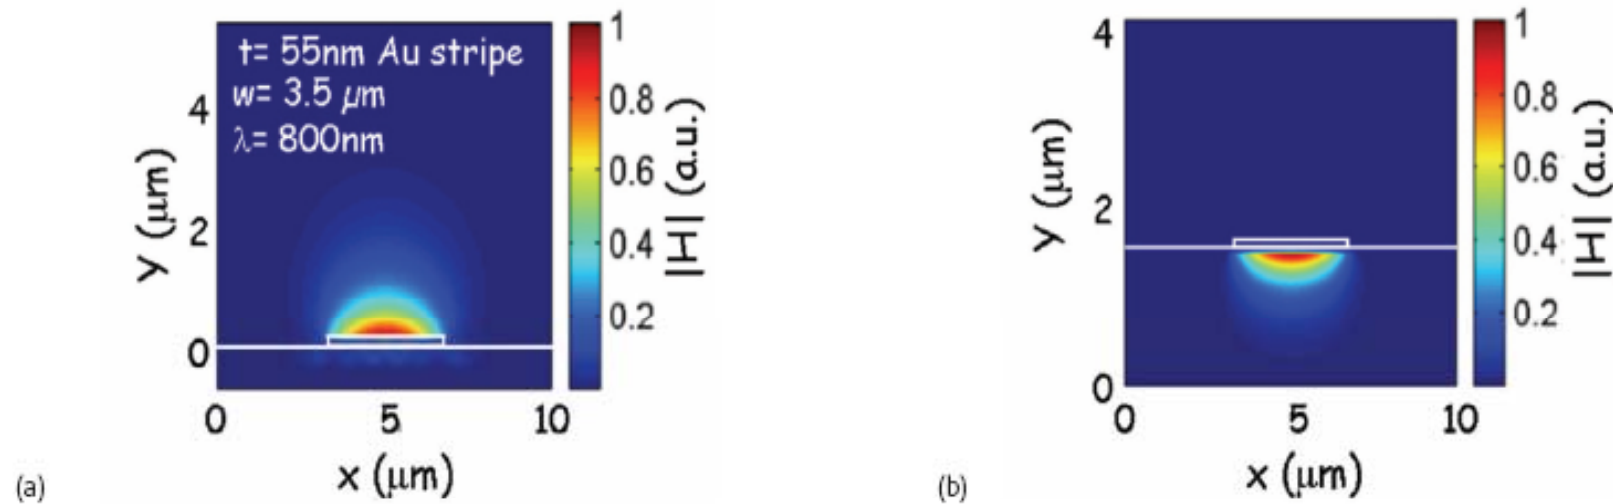 t= 55nm Au stripe
w= 3.5 μm
λ= 800nm
y (μm)
4
2
0
0
5
10
x (μm)
1
0.8
0.6
0.4
0.2
|H| (a.u.)
(a)
y (μm)
4
2
0
0
5
10
x (μm)
1
0.8
0.6
0.4
0.2
|H| (a.u.)
(b)